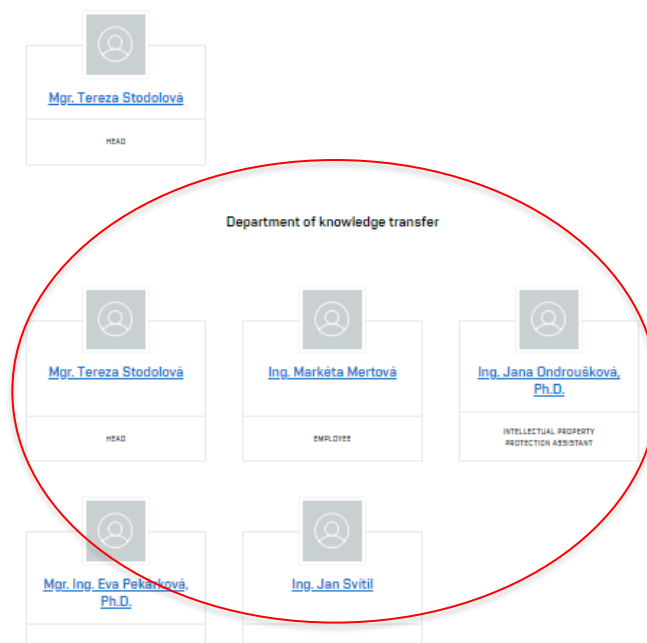 Mgr. Tereza Stodolová
HEAD
Department of knowledge transfer
Mgr. Tereza Stodolová
HEAD
Ing. Markéta Mertová
EMPLOYEE
Ing. Jana Ondroušková,
Ph.D.
INTELLECTUAL PROPERTY
PROTECTION ASSISTANT
Mgr. Ing. Eva Pekárková,
Ph.D.
Ing. Jan Svítil